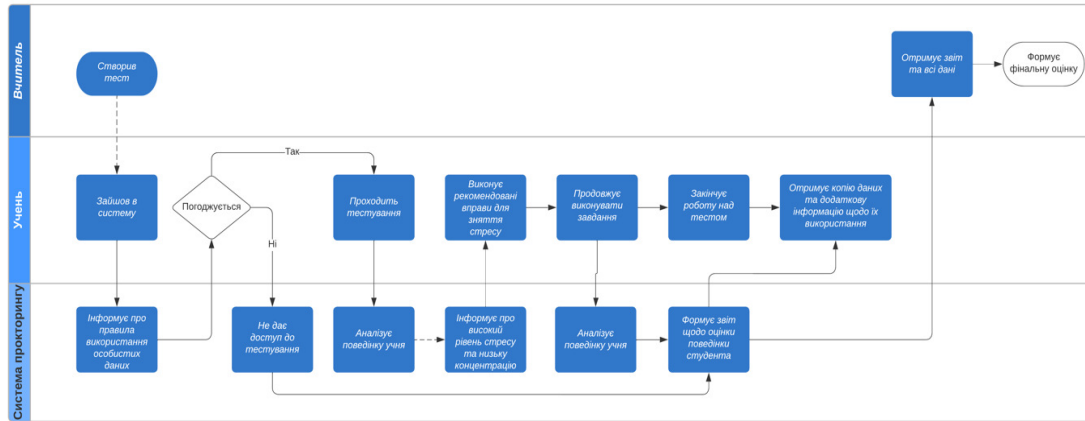 Вчитель
Створив
тест
Отримує звіт
та всі дані
Формує
фінальну оцінку
Учень
Зайшов в
систему
Погоджується
Так
Ні
Проходить
тестування
Виконує
рекомендовані
вправи для
зняття
стресу
Продовжує
виконувати
завдання
Закінчує
роботу над
тестом
Отримує копію даних
та додаткову
інформацію щодо їх
використання
Система прокторингу
Інформує про
правила
використання
особистих
даних
Не дає
доступ до
тестування
Аналізує
поведінку учня
Інформує про
високий
рівень стресу
та низьку
концентрацію
Аналізує
поведінку учня
Формує звіт
щодо оцінки
поведінки
студента